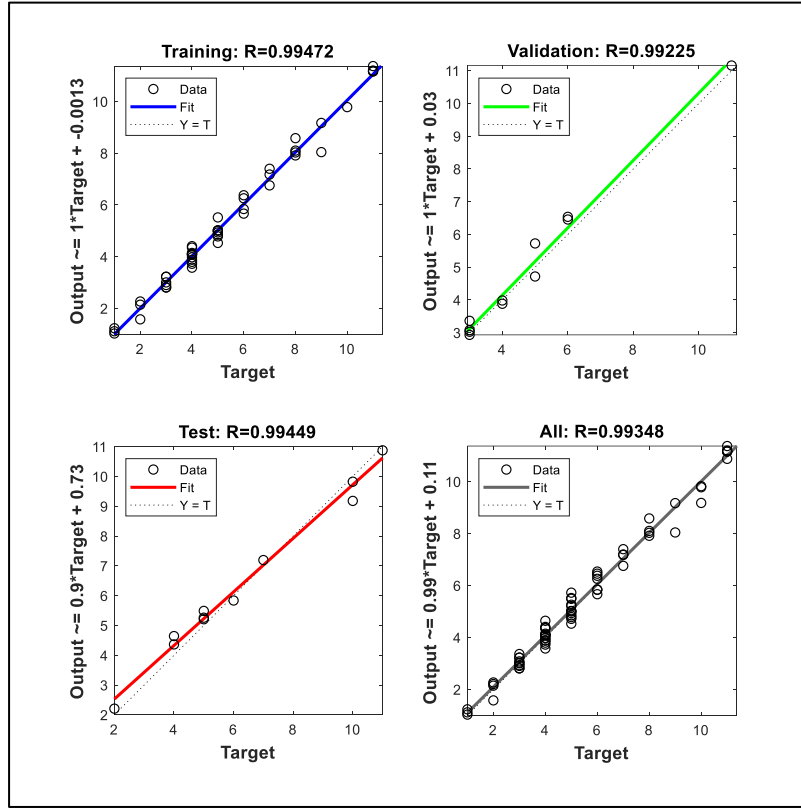 Training: R=0.99472
Data
Fit
Y = T
10
8
6
4
2
2 4 6 8 10
Target
Output ~= 1*Target + -0.0013
Validation: R=0.99225
Data
Fit
Y = T
11
10
9
8
7
6
5
4
3
4 6 8 10
Target
Output ~= 1*Target + 0.03
Test: R=0.99449
Data
Fit
Y = T
11
10
9
8
7
6
5
4
3
2
2 4 6 8 10
Target
Output ~= 0.9*Target + 0.73
All: R=0.99348
Data
Fit
Y = T
10
8
6
4
2
2 4 6 8 10
Target
Output ~= 0.99*Target + 0.11